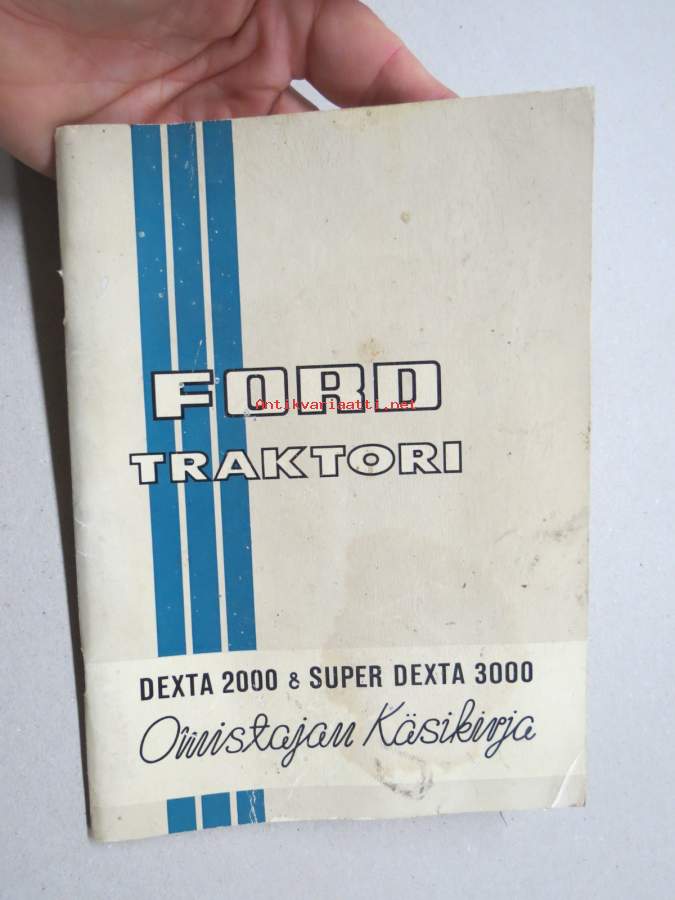 FORD
Antikvariaatti.net
TRAKTORI
DEXTA 2000 & SUPER DEXTA 3000
Omistajan Käsikirja